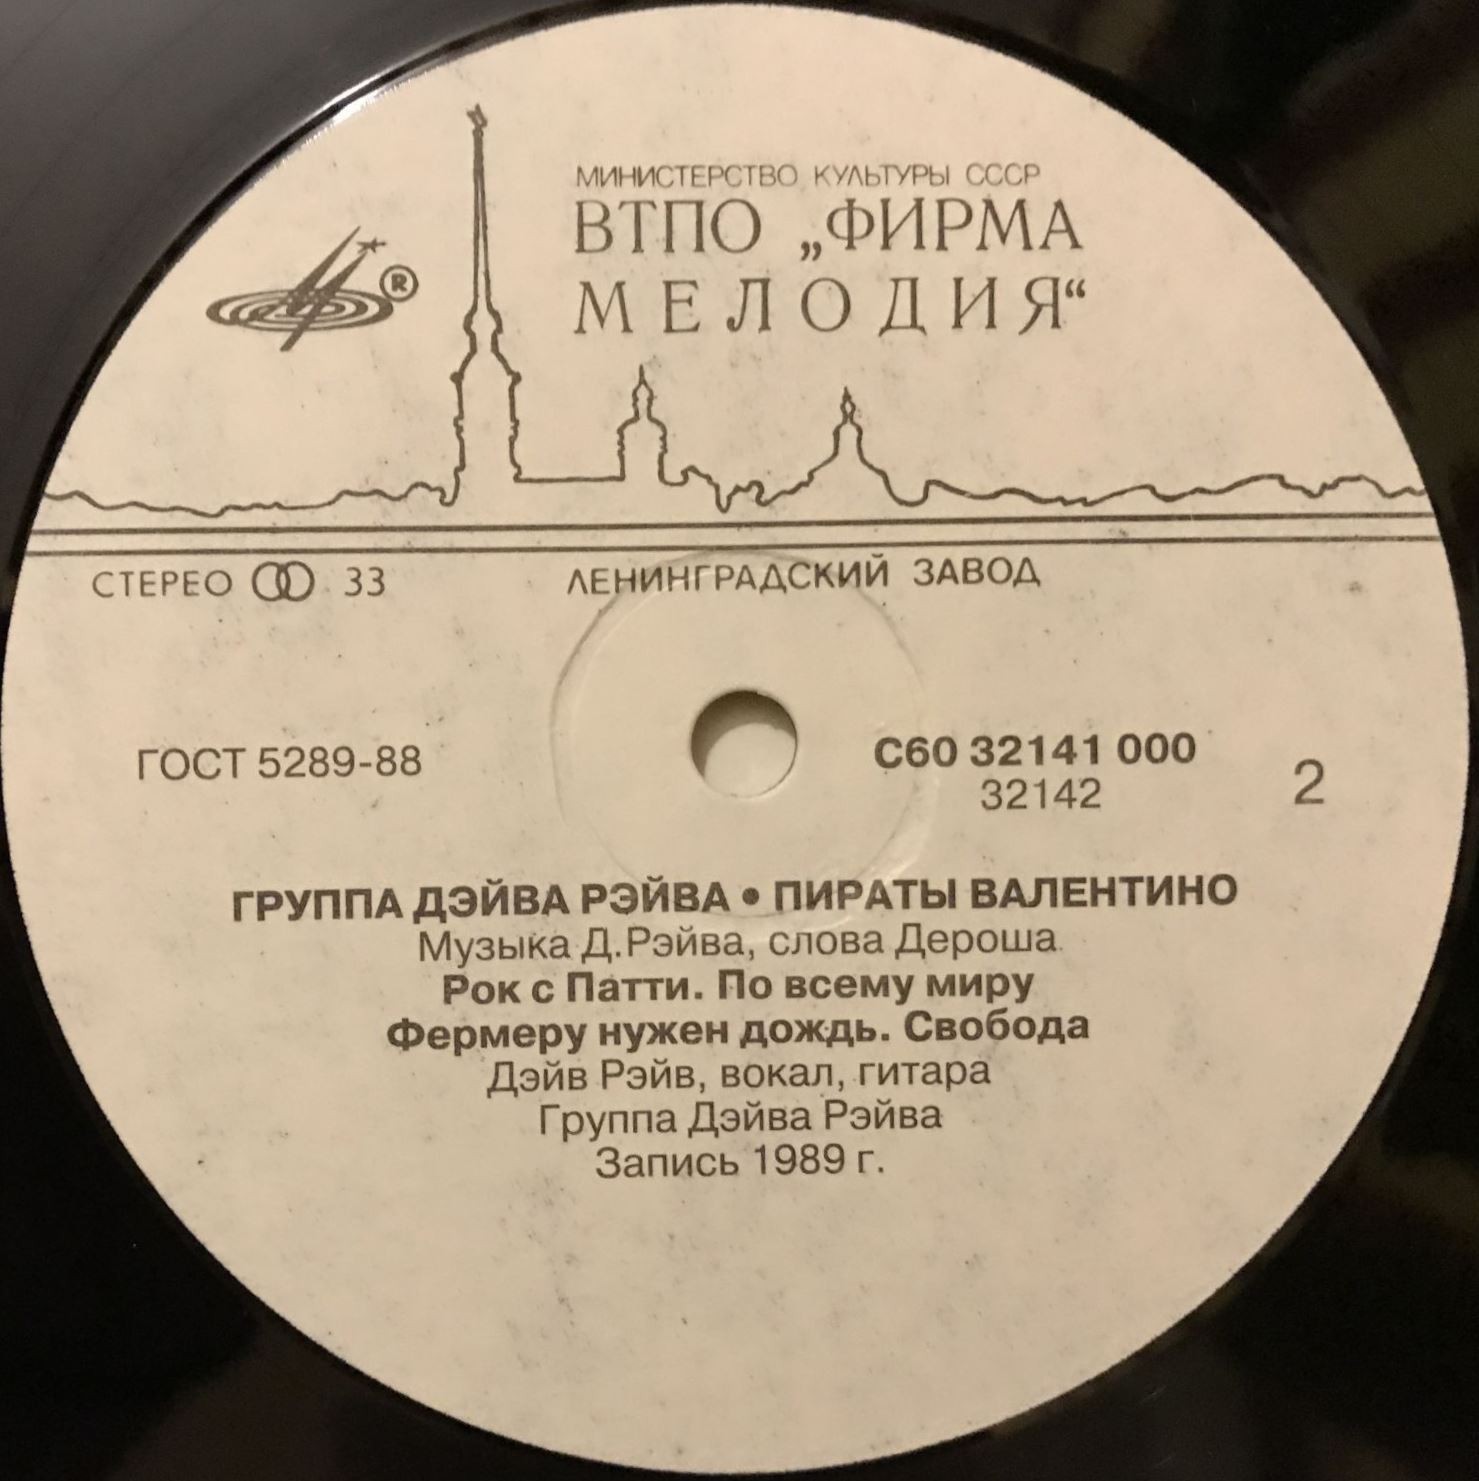 МИНИСТЕРСТВО КУЛЬТУРЫ СССР
ВТПО „ФИРМА
МЕЛОДИЯ“
®
СТЕРЕО 33
ЛЕНИНГРАДСКИЙ ЗАВОД
ГОСТ 5289-88
С60 32141 000
32142
2
ГРУППА ДЭЙВА РЭЙВА • ПИРАТЫ ВАЛЕНТИНО
Музыка Д.Рэйва, слова Дероша
Рок с Патти. По всему миру
Фермеру нужен дождь. Свобода
Дэйв Рэйв, вокал, гитара
Группа Дэйва Рэйва
Запись 1989 г.